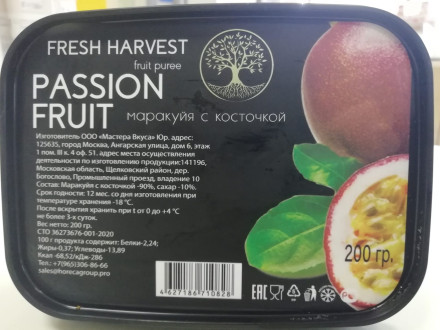 FRESH HARVEST
fruit puree
PASSION
FRUIT
маракуйя с косточкой
Изготовитель ООО «Мастера Вкуса» Юр. адрес:
125635, город Москва, Ангарская улица, дом 6, этаж
1 пом. III к. 4 оф. 51. адрес места осуществления
деятельности по изготовлению продукции:141196,
Московская область, Щелковский район, дер.
Богослово, Промышленный проезд, владение 10
Состав: Маракуйя с косточкой -90%, сахар -10%.
Срок годности: 12 мес. со дня изготовления при
температуре хранения -18 °C.
После вскрытия хранить при t от 0 до +4 °C
не более 3-х суток.
Вес нетто: 200 гр.
СТО 36273676-001-2020
100 г продукта содержит: Белки-2,24;
Жиры-0,37; Углеводы-13,89
Ккал -68,52/кДж-286
Тел.: +7(965)306-86-66
sales@horecagroup.pro
4627186710828
200 гр.
EAC